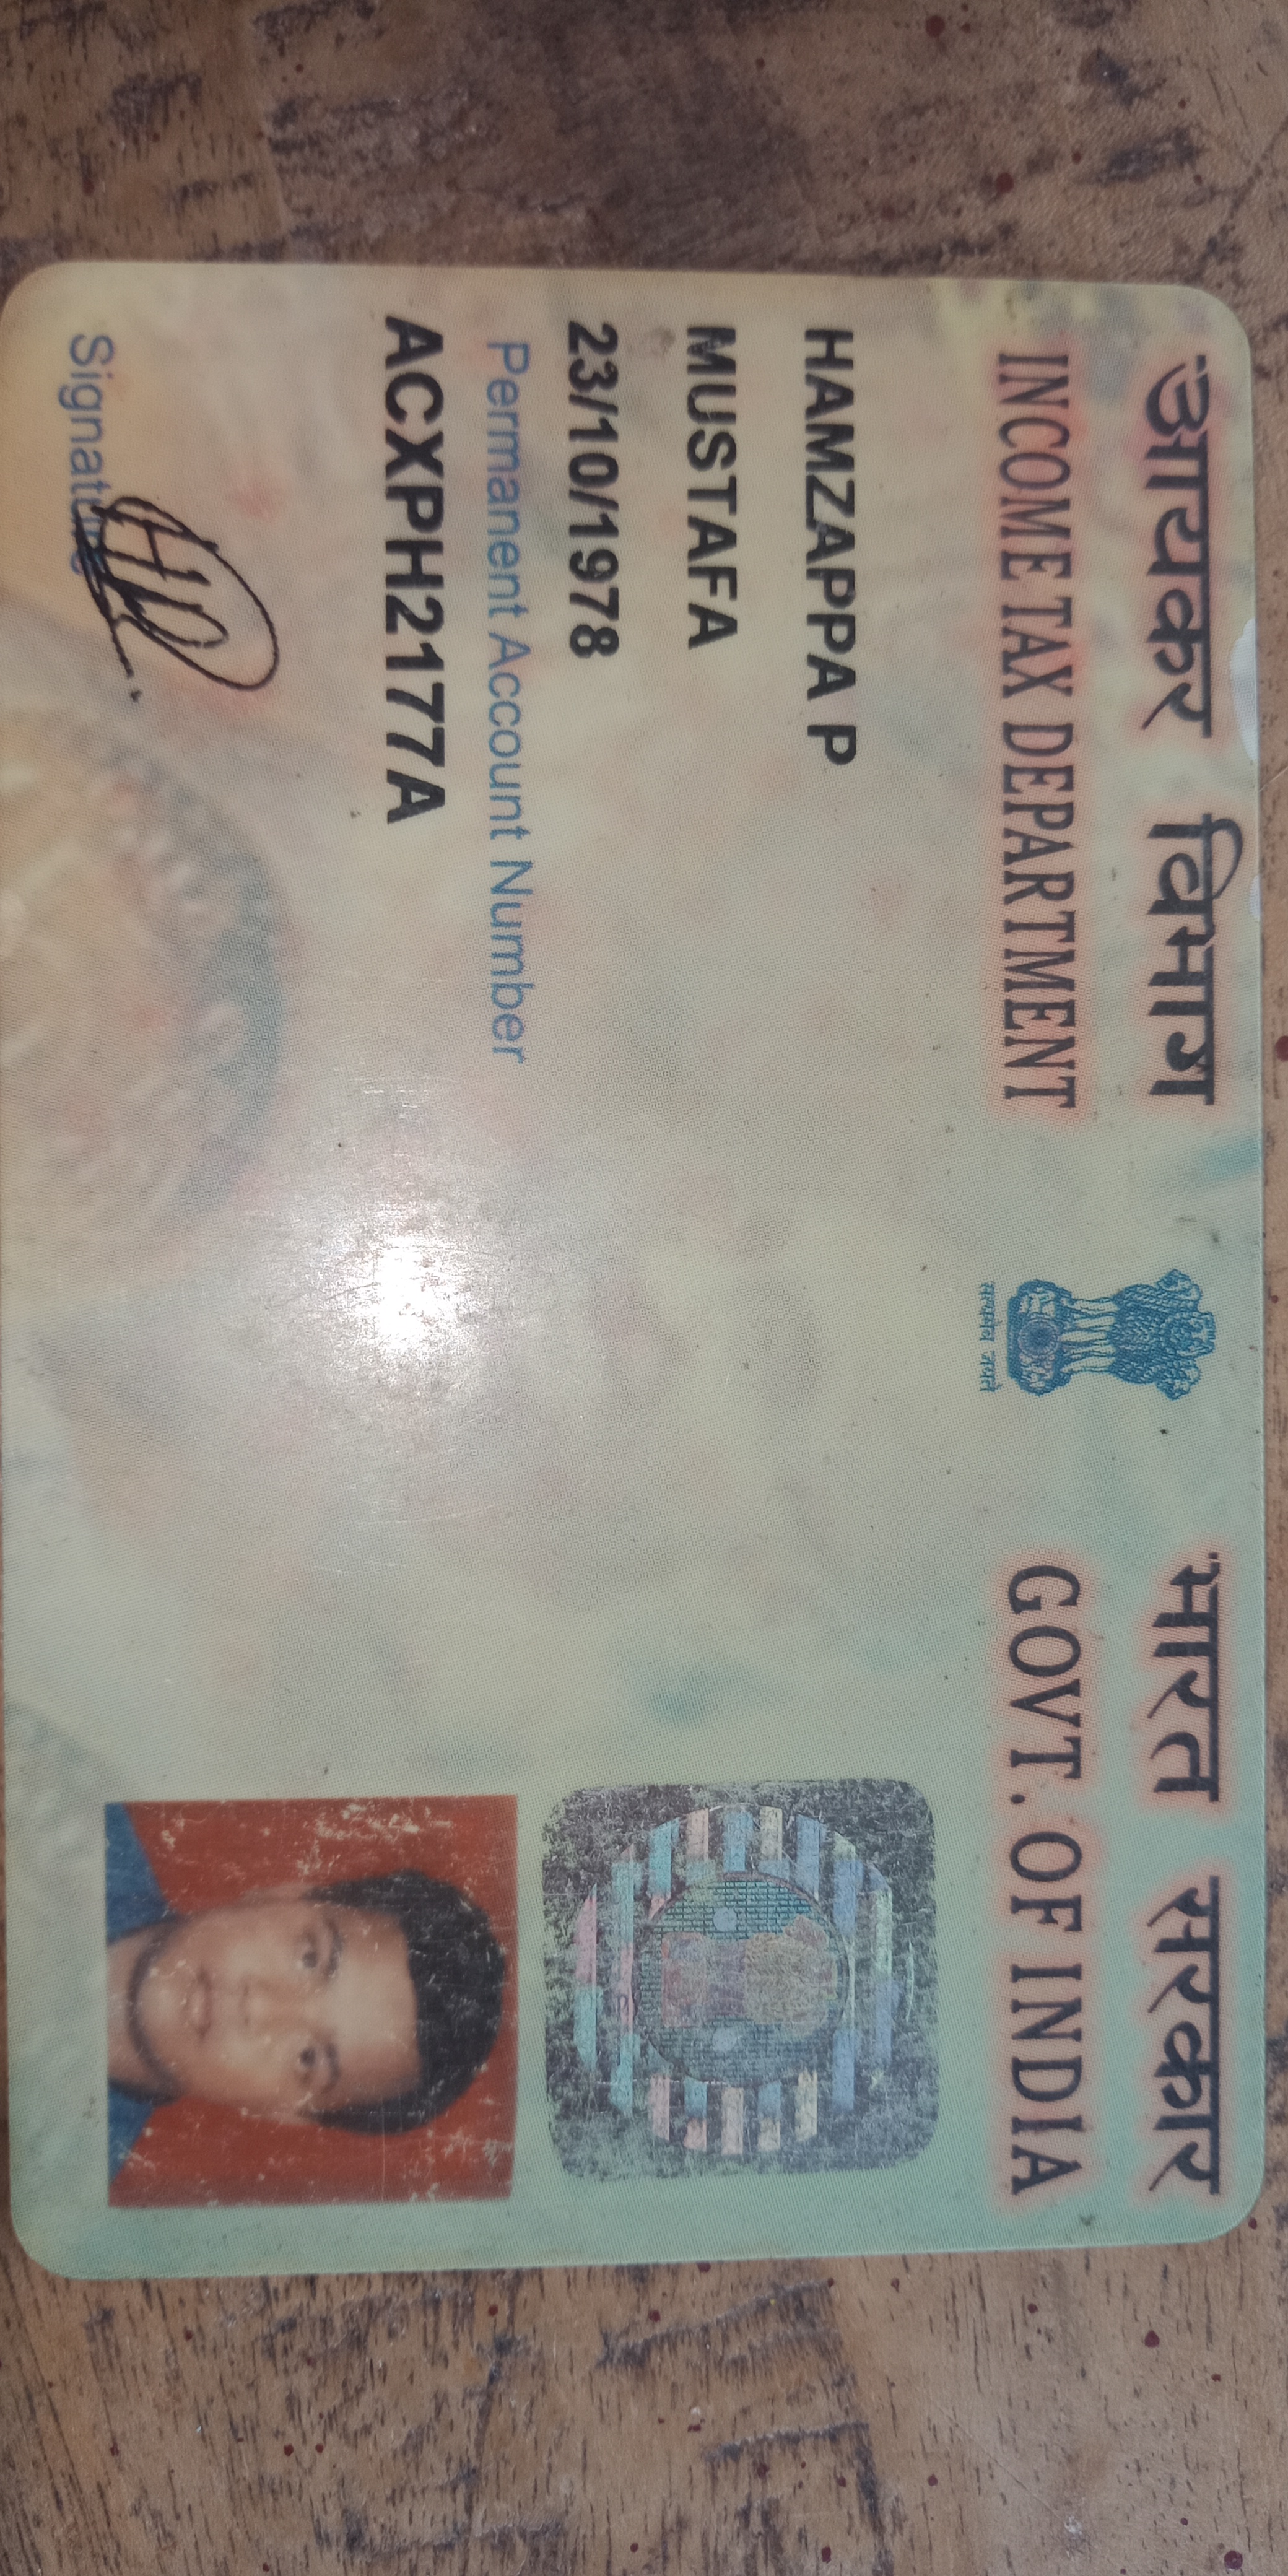 आयकर विभाग
INCOME TAX DEPARTMENT
सत्यमेव जयते
भारत सरकार
GOVT. OF INDIA
HAMZAPPA P
MUSTAFA
23/10/1978
Permanent Account Number
ACXPH2177A
Signature